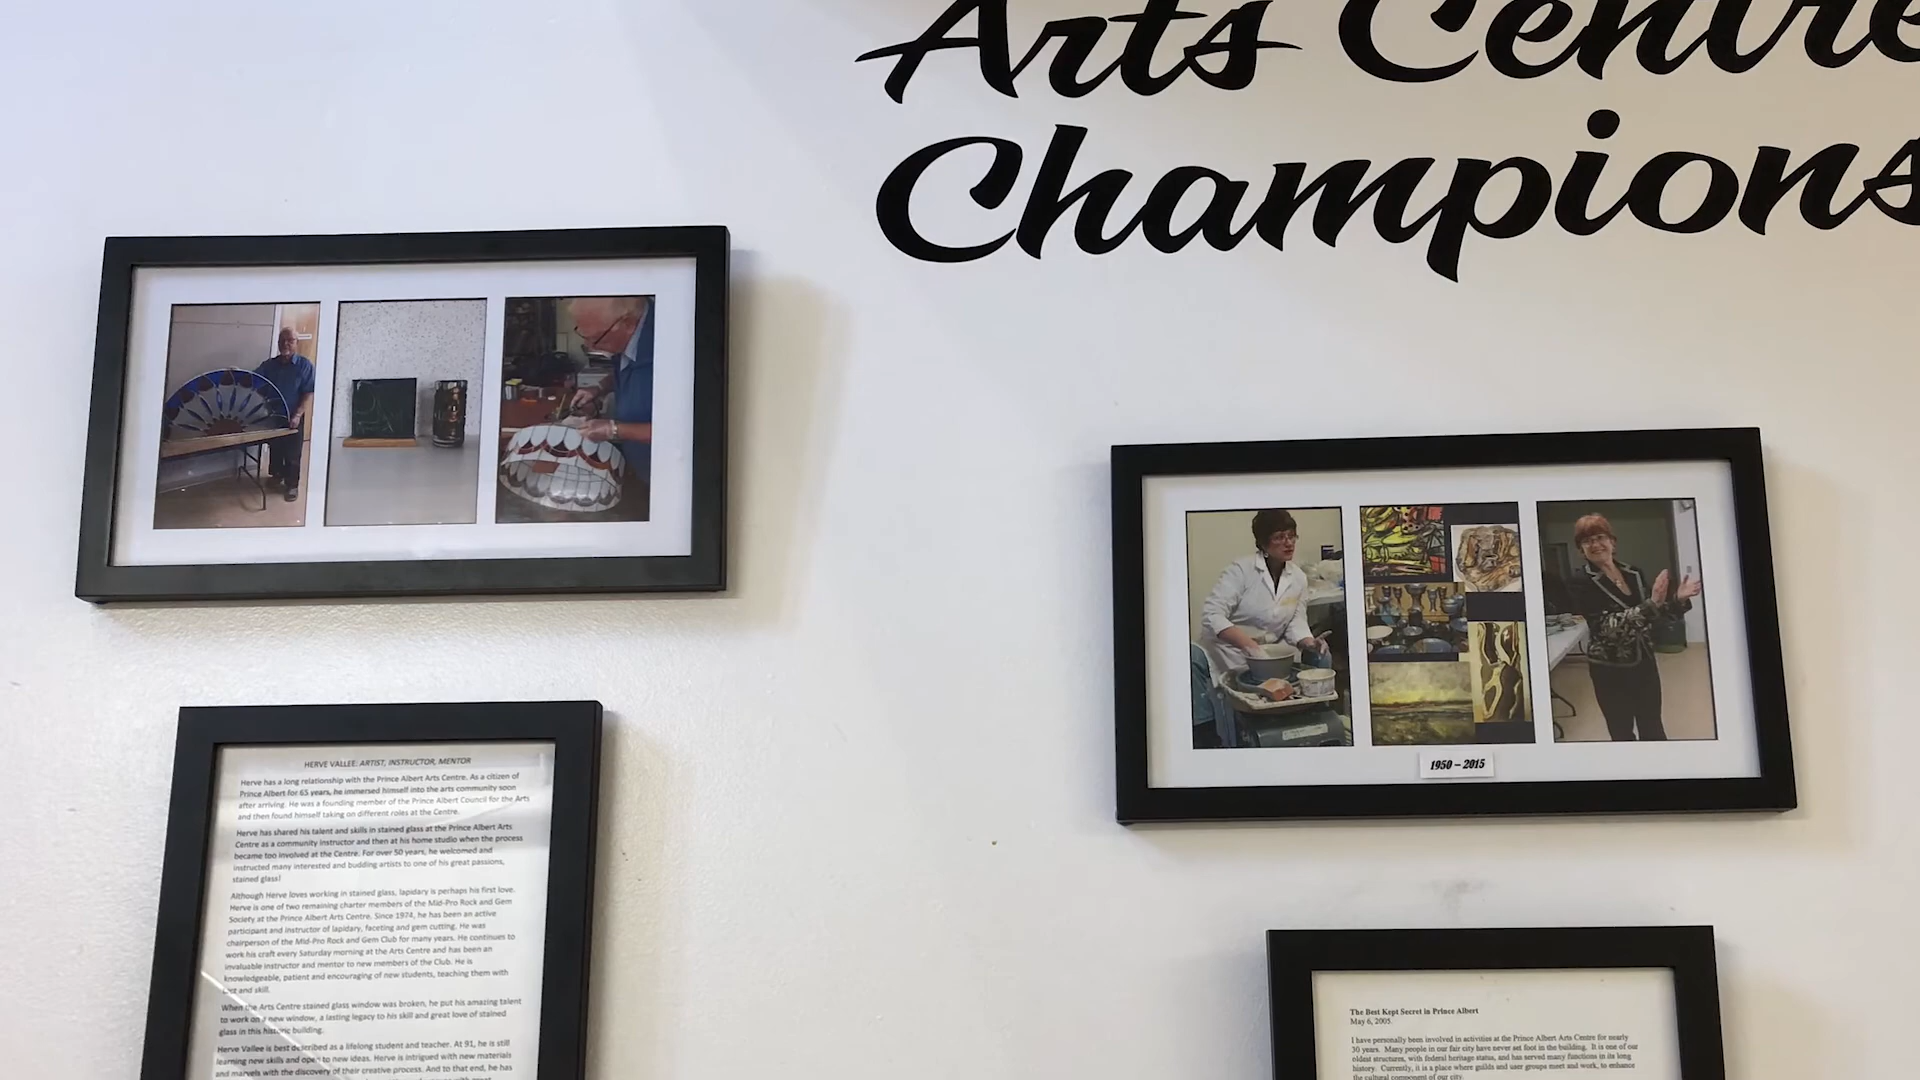 Arts Centre
Champions
1950 – 2015
HERVE VALLEE: ARTIST, INSTRUCTOR, MENTOR
Herve has a long relationship with the Prince Albert Arts Centre. As a citizen of
Prince Albert for 65 years, he immersed himself into the arts community soon
after arriving. He was a founding member of the Prince Albert Council for the Arts
and then found himself taking on different roles at the Centre.
Herve has shared his talent and skills in stained glass at the Prince Albert Arts
Centre as a community instructor and then at his home studio when the process
became too involved at the Centre. For over 50 years, he welcomed and
instructed many interested and budding artists to one of his great passions,
stained glass!
Although Herve loves working in stained glass, lapidary is perhaps his first love.
Herve is one of two remaining charter members of the Mid-Pro Rock and Gem
Society at the Prince Albert Arts Centre. Since 1974, he has been an active
participant and instructor of lapidary, faceting and gem cutting. He was
chairperson of the Mid-Pro Rock and Gem Club for many years. He continues to
work his craft every Saturday morning at the Arts Centre and has been an
invaluable instructor and mentor to new members of the Club. He is
knowledgeable, patient and encouraging of new students, teaching them with
tact and skill.
When the Arts Centre stained glass window was broken, he put his amazing talent
to work on a new window, a lasting legacy to his skill and great love of stained
glass in this historic building.
Herve Vallee is best described as a lifelong student and teacher. At 91, he is still
learning new skills and open to new ideas. Herve is intrigued with new materials
and marvels with the discovery of their creative process. And to that end, he has
The Best Kept Secret in Prince Albert
May 6, 2005
I have personally been involved in activities at the Prince Albert Arts Centre for nearly
30 years. Many people in our fair city have never set foot in the building. It is one of our
oldest structures, with federal heritage status, and has served many functions in its long
history. Currently, it is a place where guilds and user groups meet and work, to enhance
the cultural component of our city.